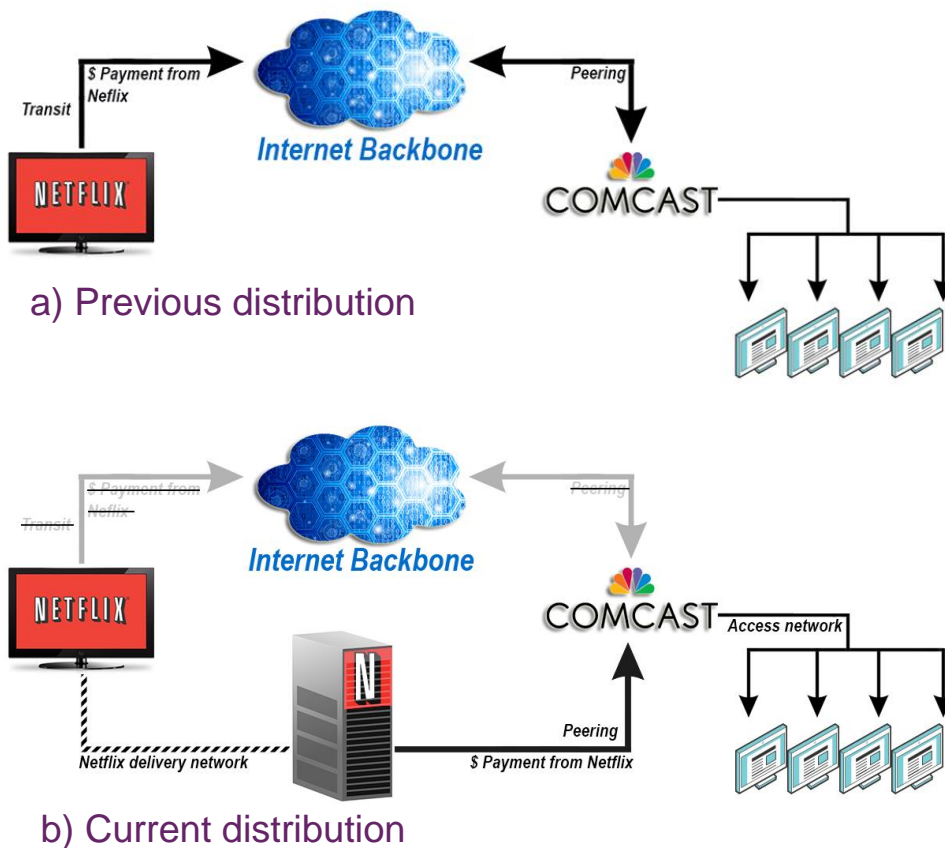 $ Payment from
Neflix
Transit
Peering
Internet Backbone
NETFLIX
COMCAST
a) Previous distribution
$ Payment from
Neflix
Transit
Peering
Internet Backbone
NETFLIX
COMCAST
Access network
N
Peering
Netflix delivery network
$ Payment from Netflix
b) Current distribution